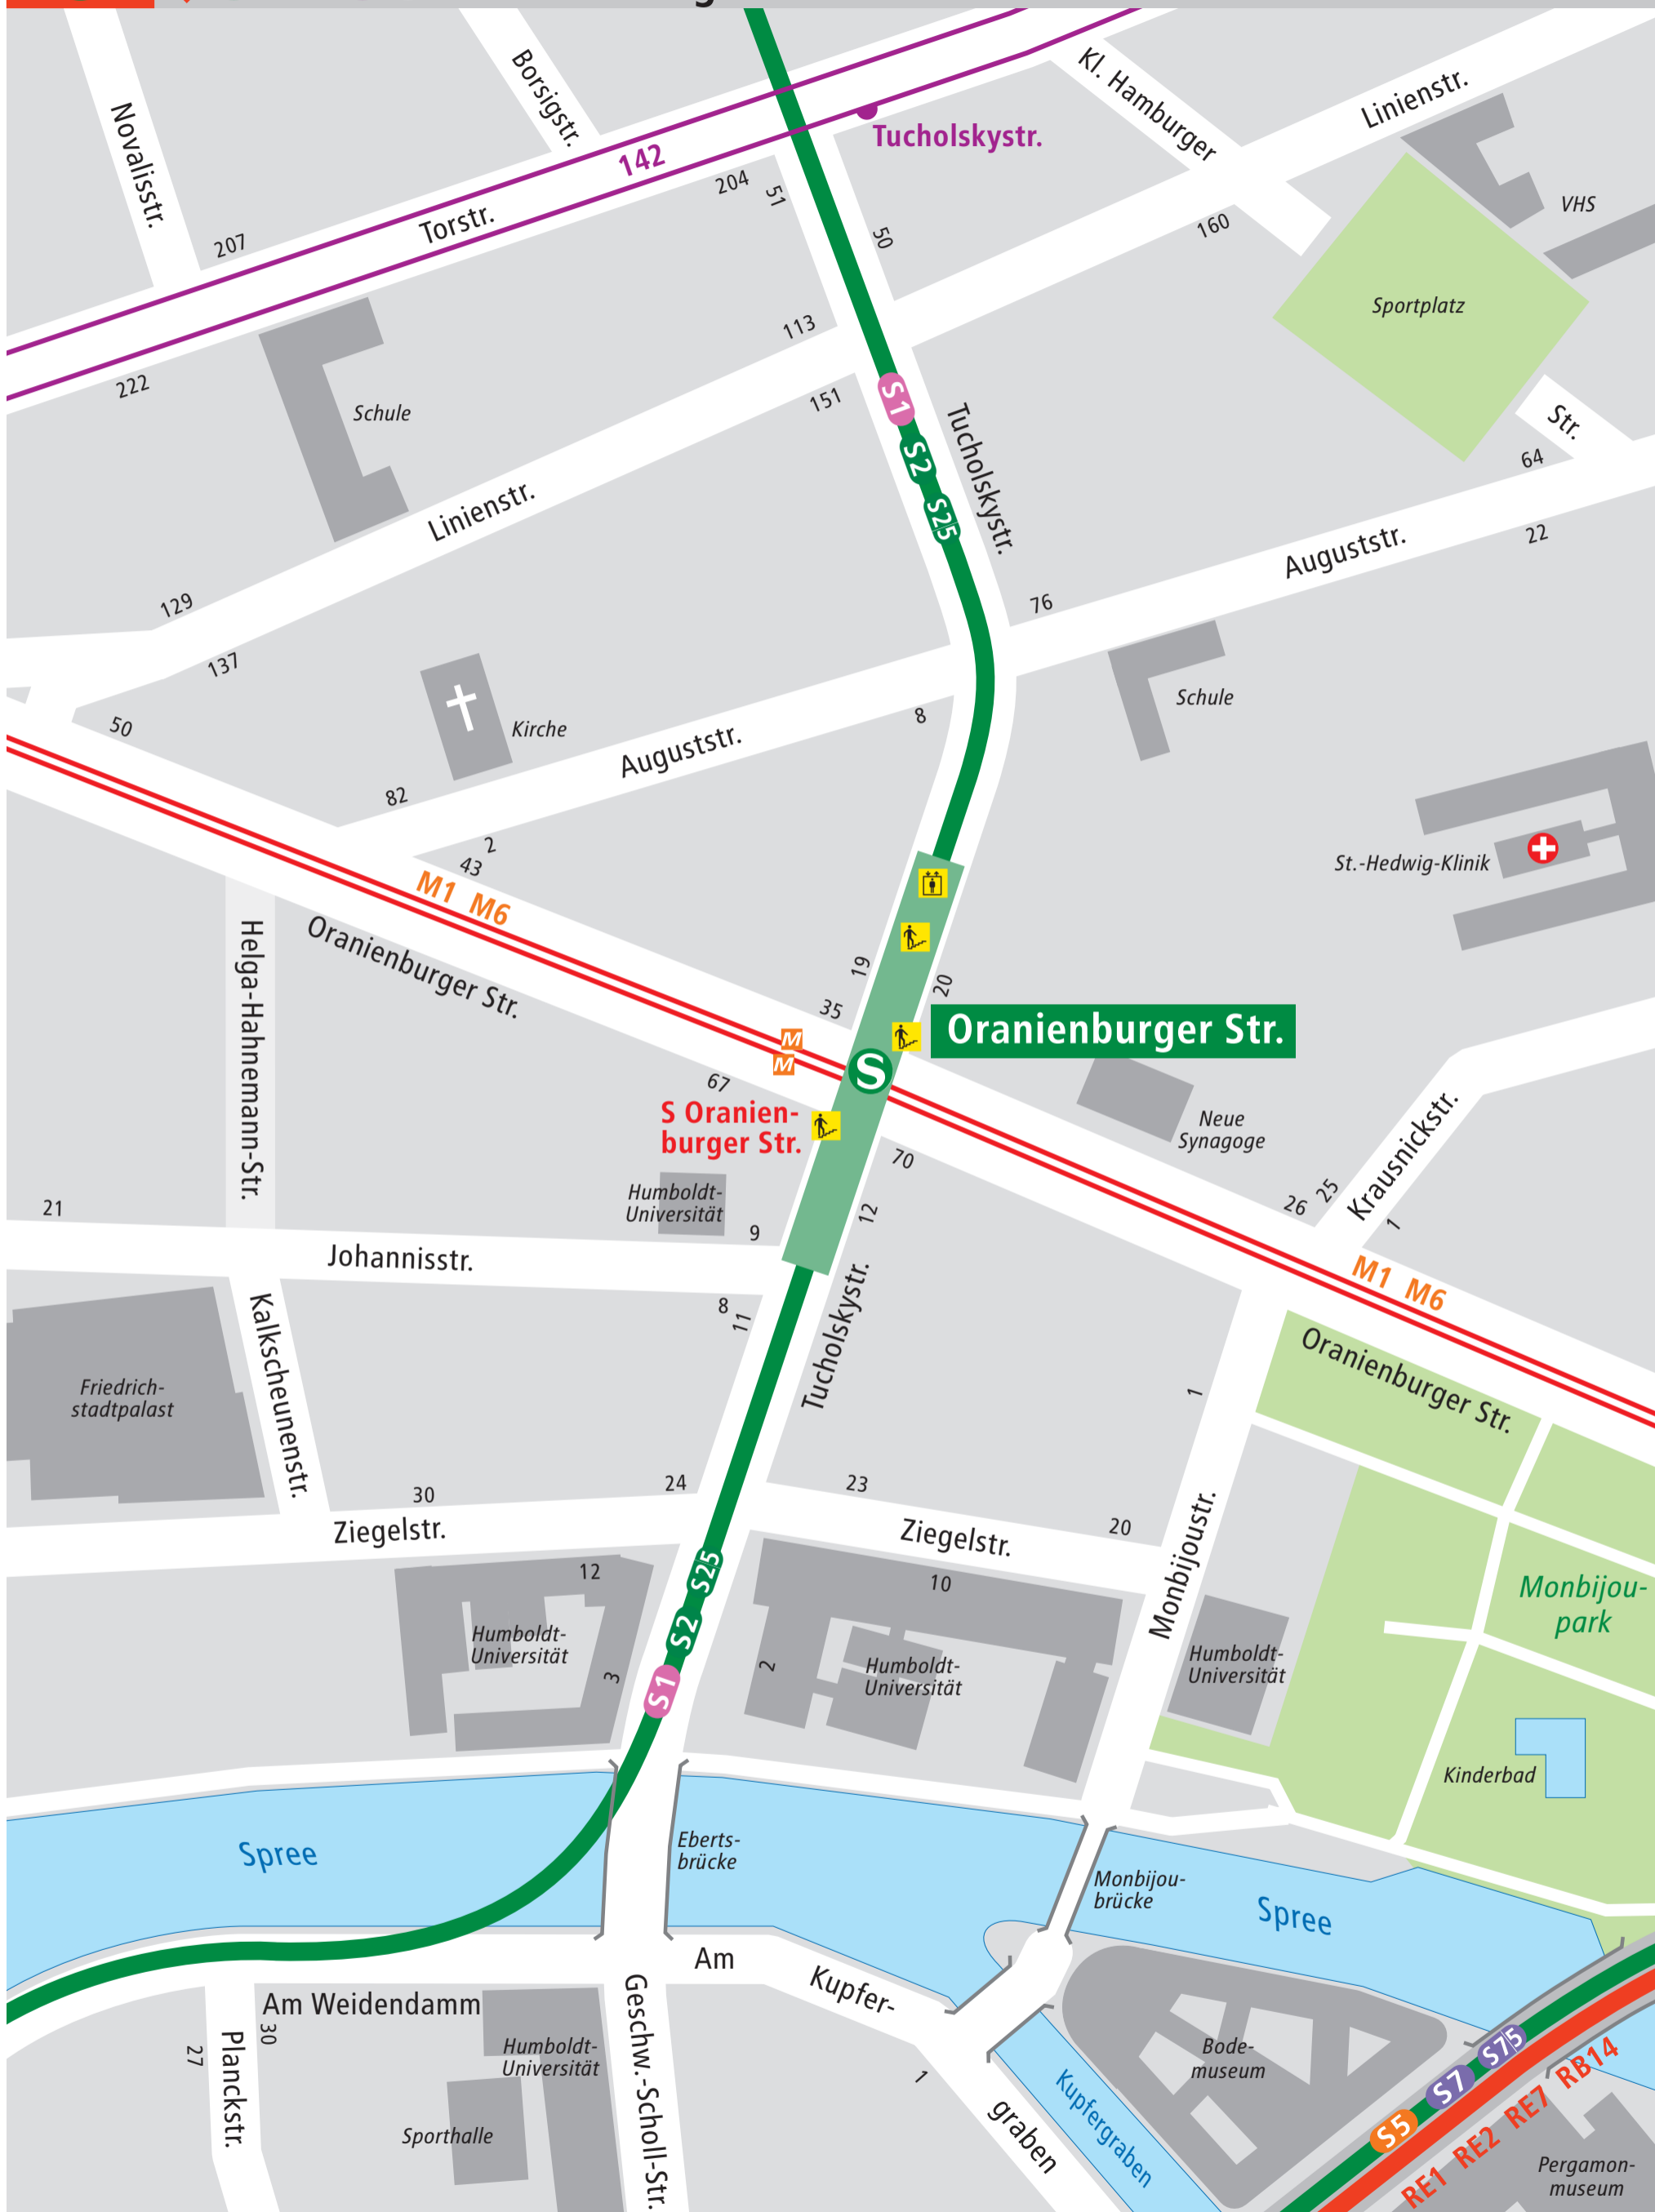 Novalisstr.
Borsigstr.
142
Tucholskystr.
Kl. Hamburger
Linienstr.
VHS
204
51
50
160
207
Torstr.
Sportplatz
222
113
151
Schule
S1
S2
S25
Tucholskystr.
Str.
64
22
Linienstr.
Auguststr.
129
137
76
Schule
50
Kirche
Auguststr.
8
82
2
43
M1 M6
St.-Hedwig-Klinik
Oranienburger Str.
Helga-Hahnemann-Str.
19
20
35
M
M
S
Oranienburger Str.
67
S Oranien-
burger Str.
Neue
Synagoge
70
Krausnickstr.
26
25
1
Humboldt-
Universität
21
9
12
Johannisstr.
M1 M6
8
11
Tucholskystr.
Oranienburger Str.
Kalkscheunenstr.
Friedrich-
stadtpalast
1
30
24
23
20
Ziegelstr.
Ziegelstr.
Monbijoustr.
12
10
S25
S2
S1
Humboldt-
Universität
3
2
Humboldt-
Universität
Humboldt-
Universität
Monbijou-
park
Kinderbad
Spree
Eberts-
brücke
Monbijou-
brücke
Spree
Am
Kupfer-
graben
Am Weidendamm
30
27
Planckstr.
Humboldt-
Universität
Geschw.-Scholl-Str.
Sporthalle
1
Kupfergraben
Bode-
museum
S75
S7
S5
RE1 RE2 RE7 RB14
Pergamon-
museum